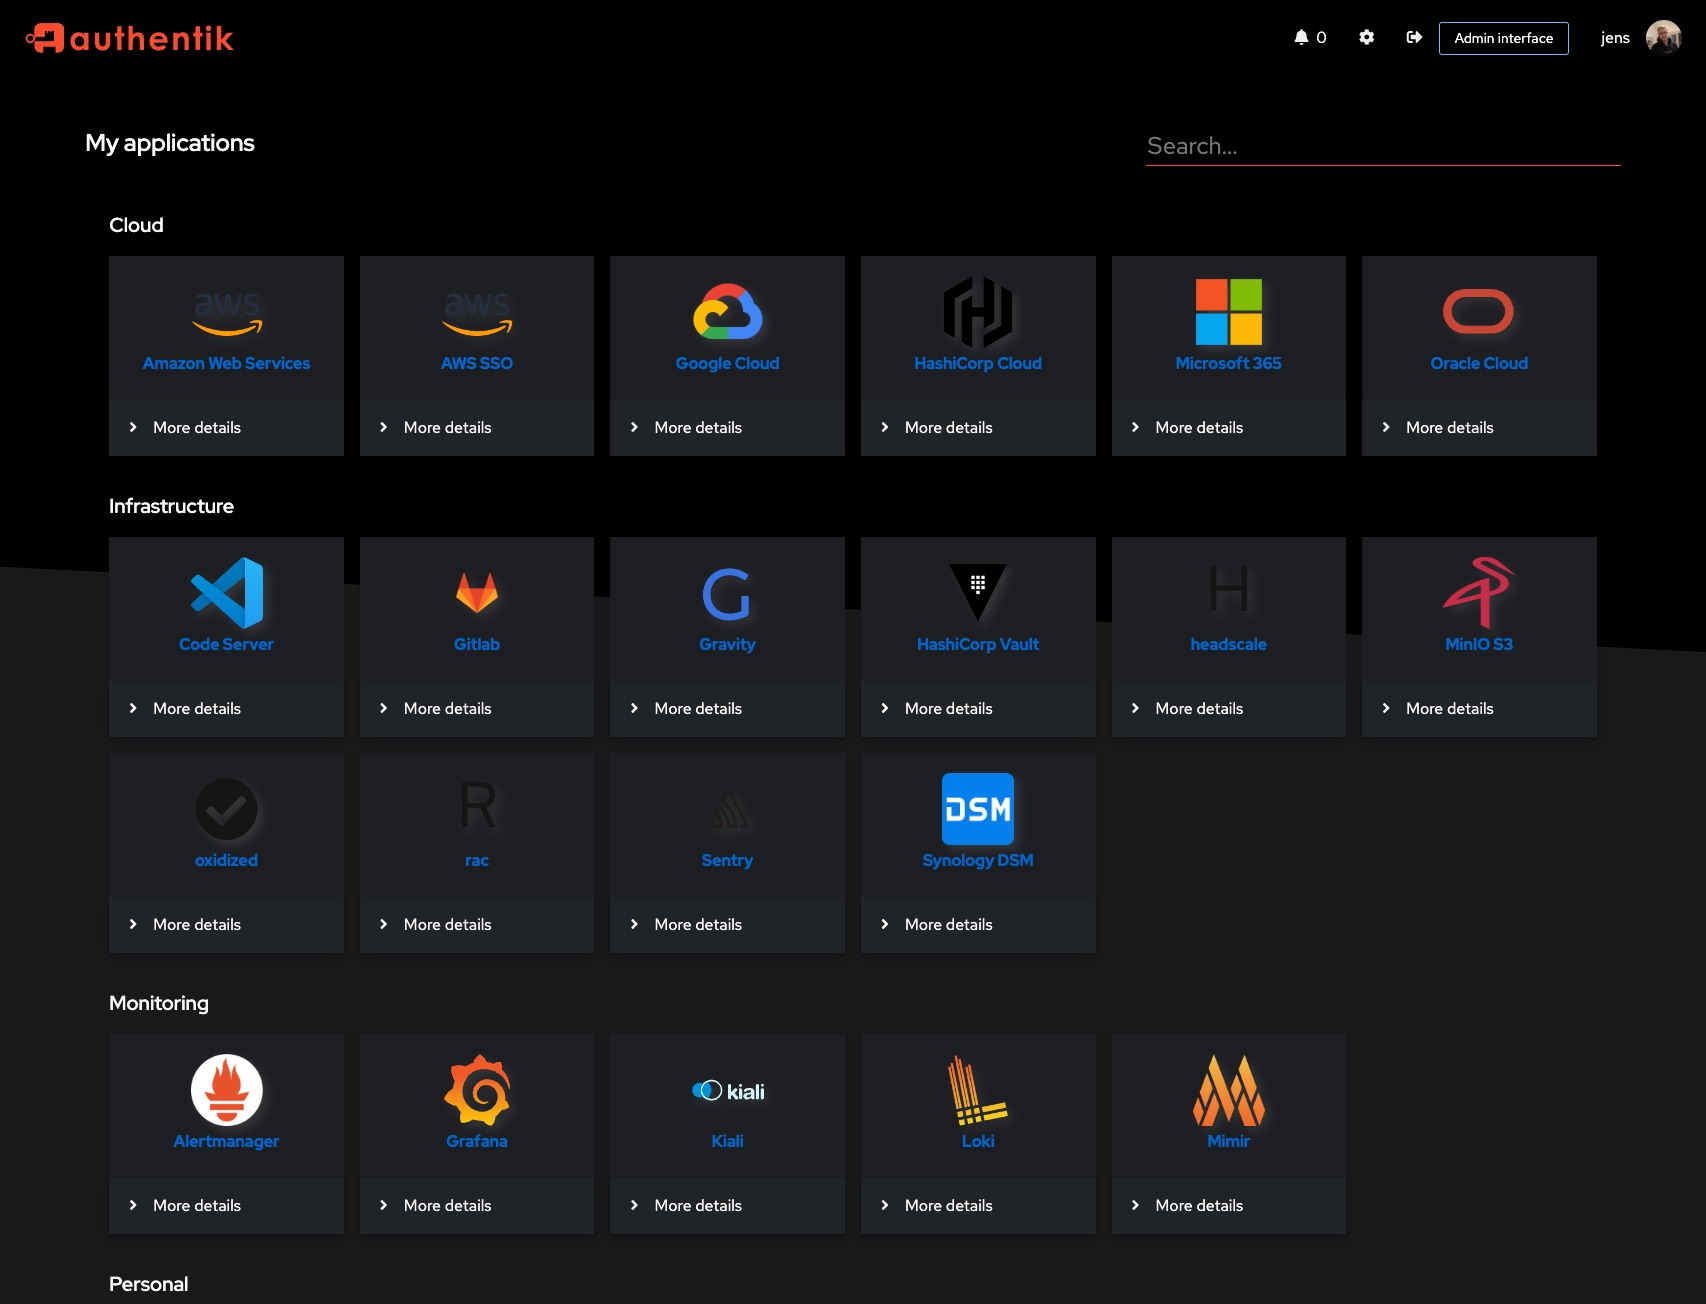 authentik
0
Admin interface
jens
My applications
Search...
Cloud
aws
aws
Amazon Web Services
AWS SSO
Google Cloud
HashiCorp Cloud
Microsoft 365
Oracle Cloud
More details
More details
More details
More details
More details
More details
Infrastructure
G
H
Code Server
Gitlab
Gravity
HashiCorp Vault
headscale
MinIO S3
More details
More details
More details
More details
More details
More details
R
DSM
oxidized
rac
Sentry
Synology DSM
More details
More details
More details
More details
Monitoring
kiali
Alertmanager
Grafana
Kiali
Loki
Mimir
More details
More details
More details
More details
More details
Personal